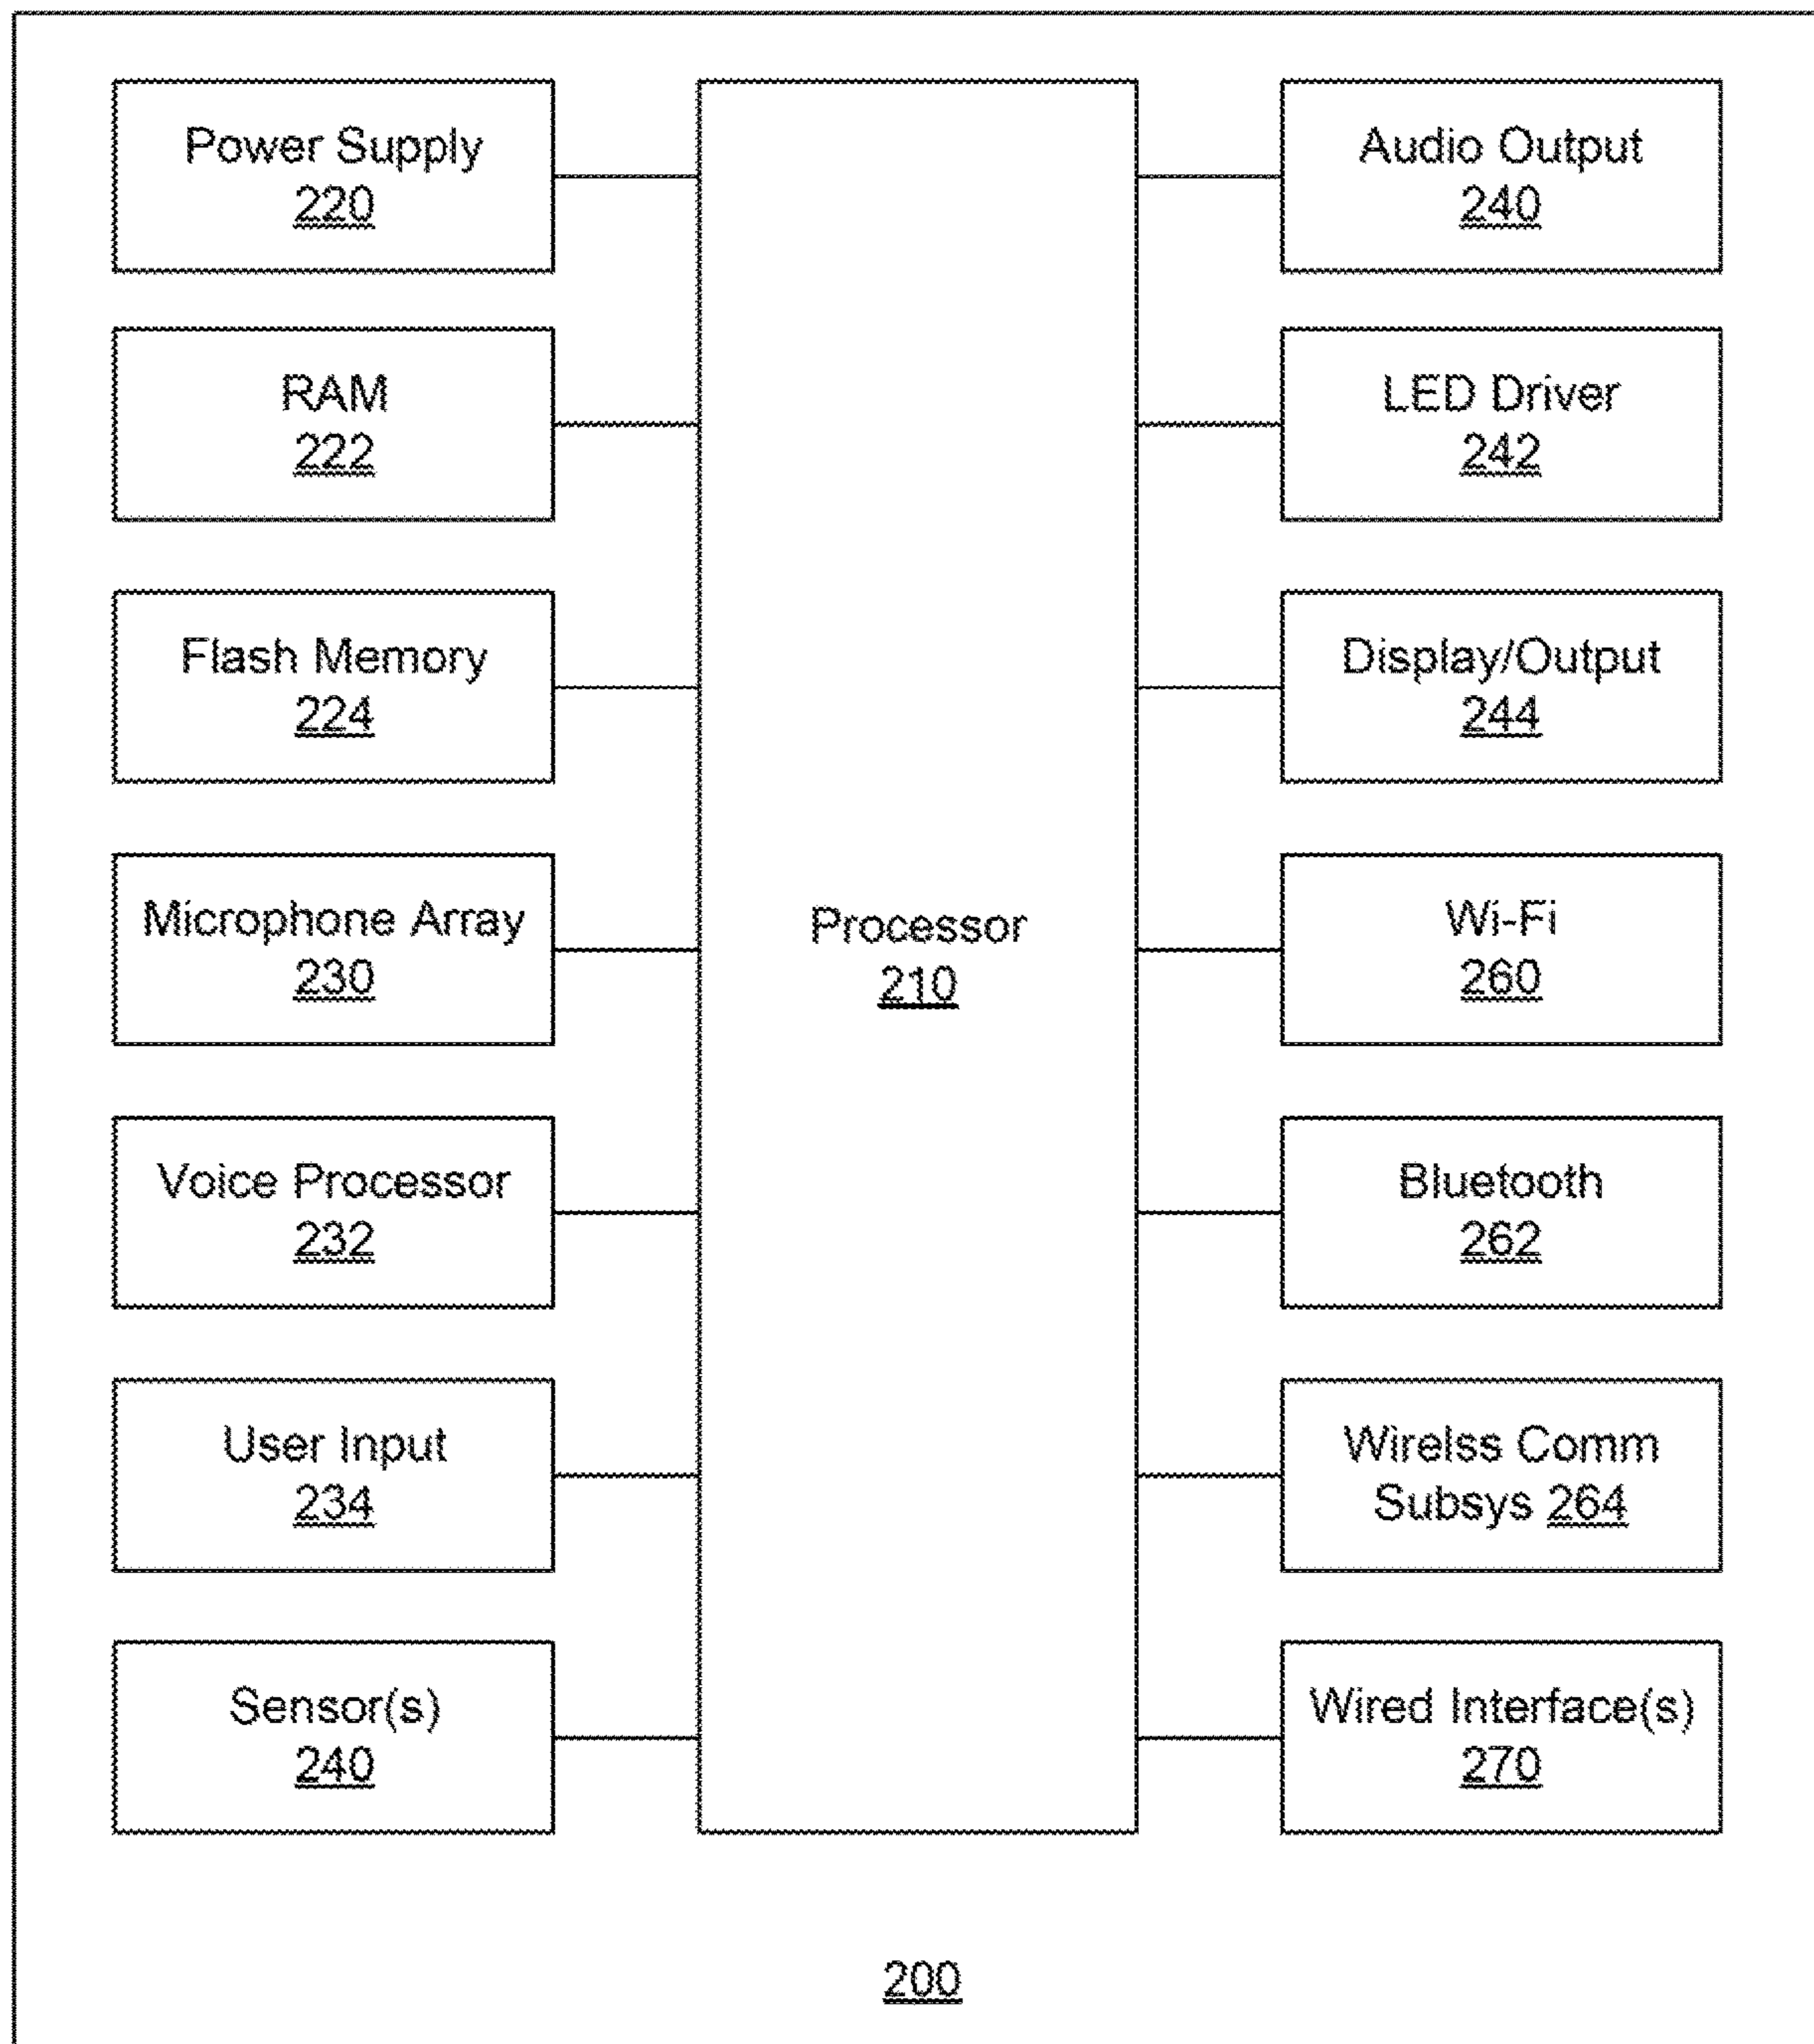 Power Supply
220
RAM
222
Flash Memory
224
Microphone Array
230
Voice Processor
232
User Input
234
Sensor(s)
240
Processor
210
Audio Output
240
LED Driver
242
Display/Output
244
Wi-Fi
260
Bluetooth
262
Wirelss Comm
Subsys 264
Wired Interface(s)
270
200